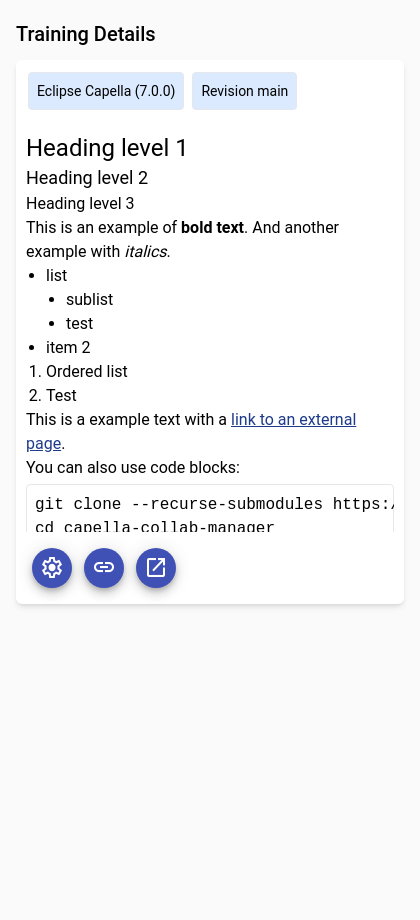 Training Details
Eclipse Capella (7.0.0) Revision main
Heading level 1
Heading level 2
Heading level 3
This is an example of bold text. And another
example with italics.
list
sublist
test
item 2
1. Ordered list
2. Test
This is a example text with a link to an external
page.
You can also use code blocks:
git clone --recurse-submodules https:/
cd capella-collab-manager